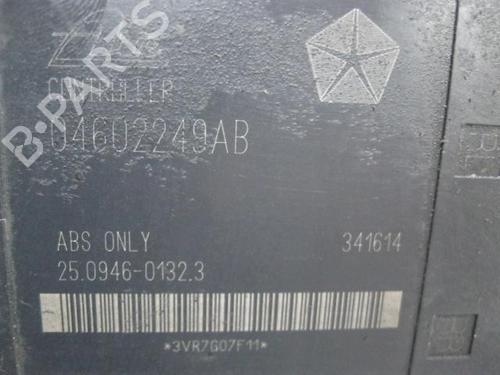 CONTROLLER
04602249AB
ABS ONLY
341614
25.0946-0132.3
*3VR7G07F11*
B-PARTS